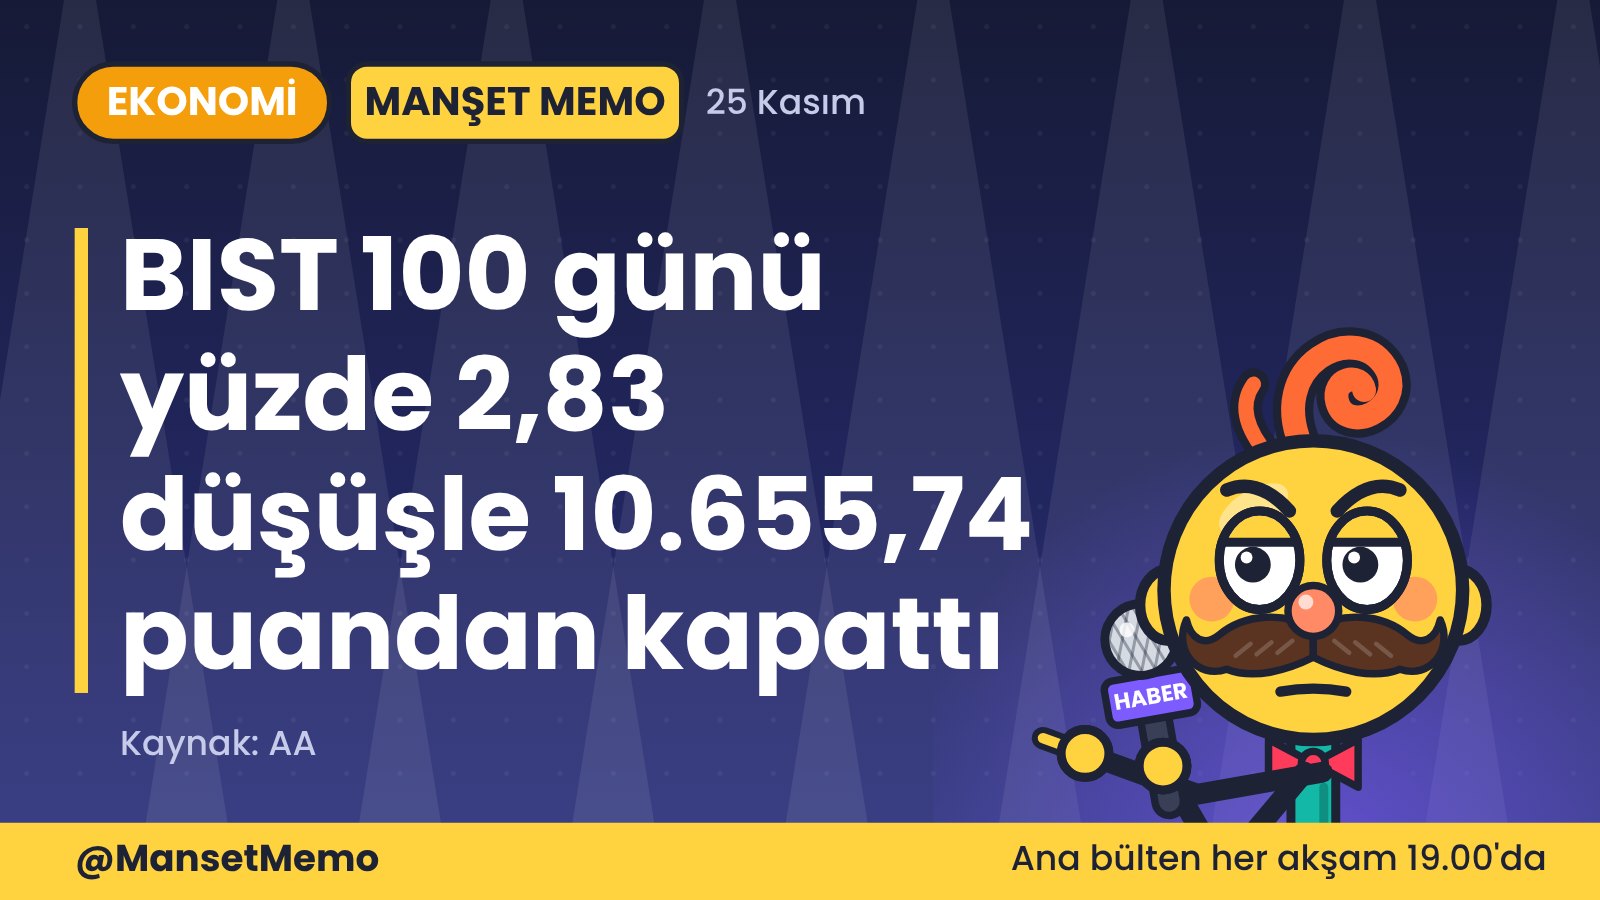 EKONOMİ MANŞET MEMO 25 Kasım
BIST 100 günü
yüzde 2,83
düşüşle 10.655,74
puandan kapattı
Kaynak: AA
HABER
@MansetMemo Ana bülten her akşam 19.00'da